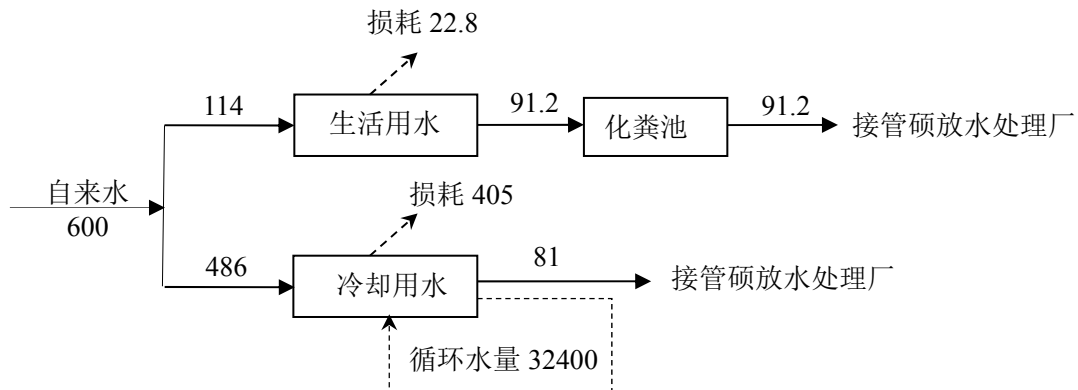 损耗 22.8
114
生活用水
91.2
化粪池
91.2
接管硕放水处理厂
自来水
600
损耗 405
486
冷却用水
81
接管硕放水处理厂
循环水量 32400